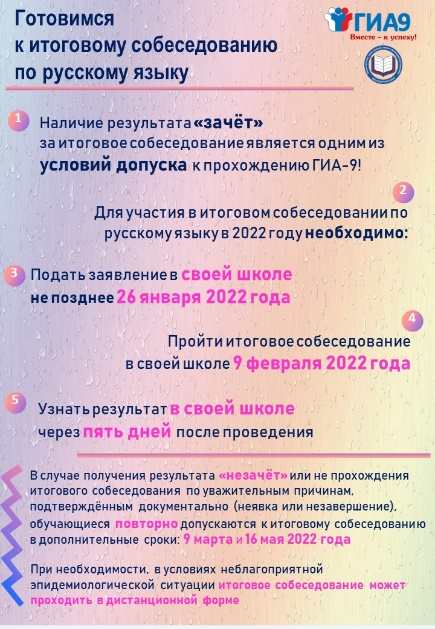 Готовимся
к итоговому собеседованию
по русскому языку
ГИА9
Вместе – к успеху!
1
Наличие результата «зачёт»
за итоговое собеседование является одним из
условий допуска к прохождению ГИА-9!
2
Для участия в итоговом собеседовании по
русскому языку в 2022 году необходимо:
3
Подать заявление в своей школе
не позднее 26 января 2022 года
4
Пройти итоговое собеседование
в своей школе 9 февраля 2022 года
5
Узнать результат в своей школе
через пять дней после проведения
В случае получения результата «незачёт» или не прохождения
итогового собеседования по уважительным причинам,
подтверждённым документально (неявка или незавершение),
обучающиеся повторно допускаются к итоговому собеседованию
в дополнительные сроки: 9 марта и 16 мая 2022 года
При необходимости, в условиях неблагоприятной
эпидемиологической ситуации итоговое собеседование может
проходить в дистанционной форме